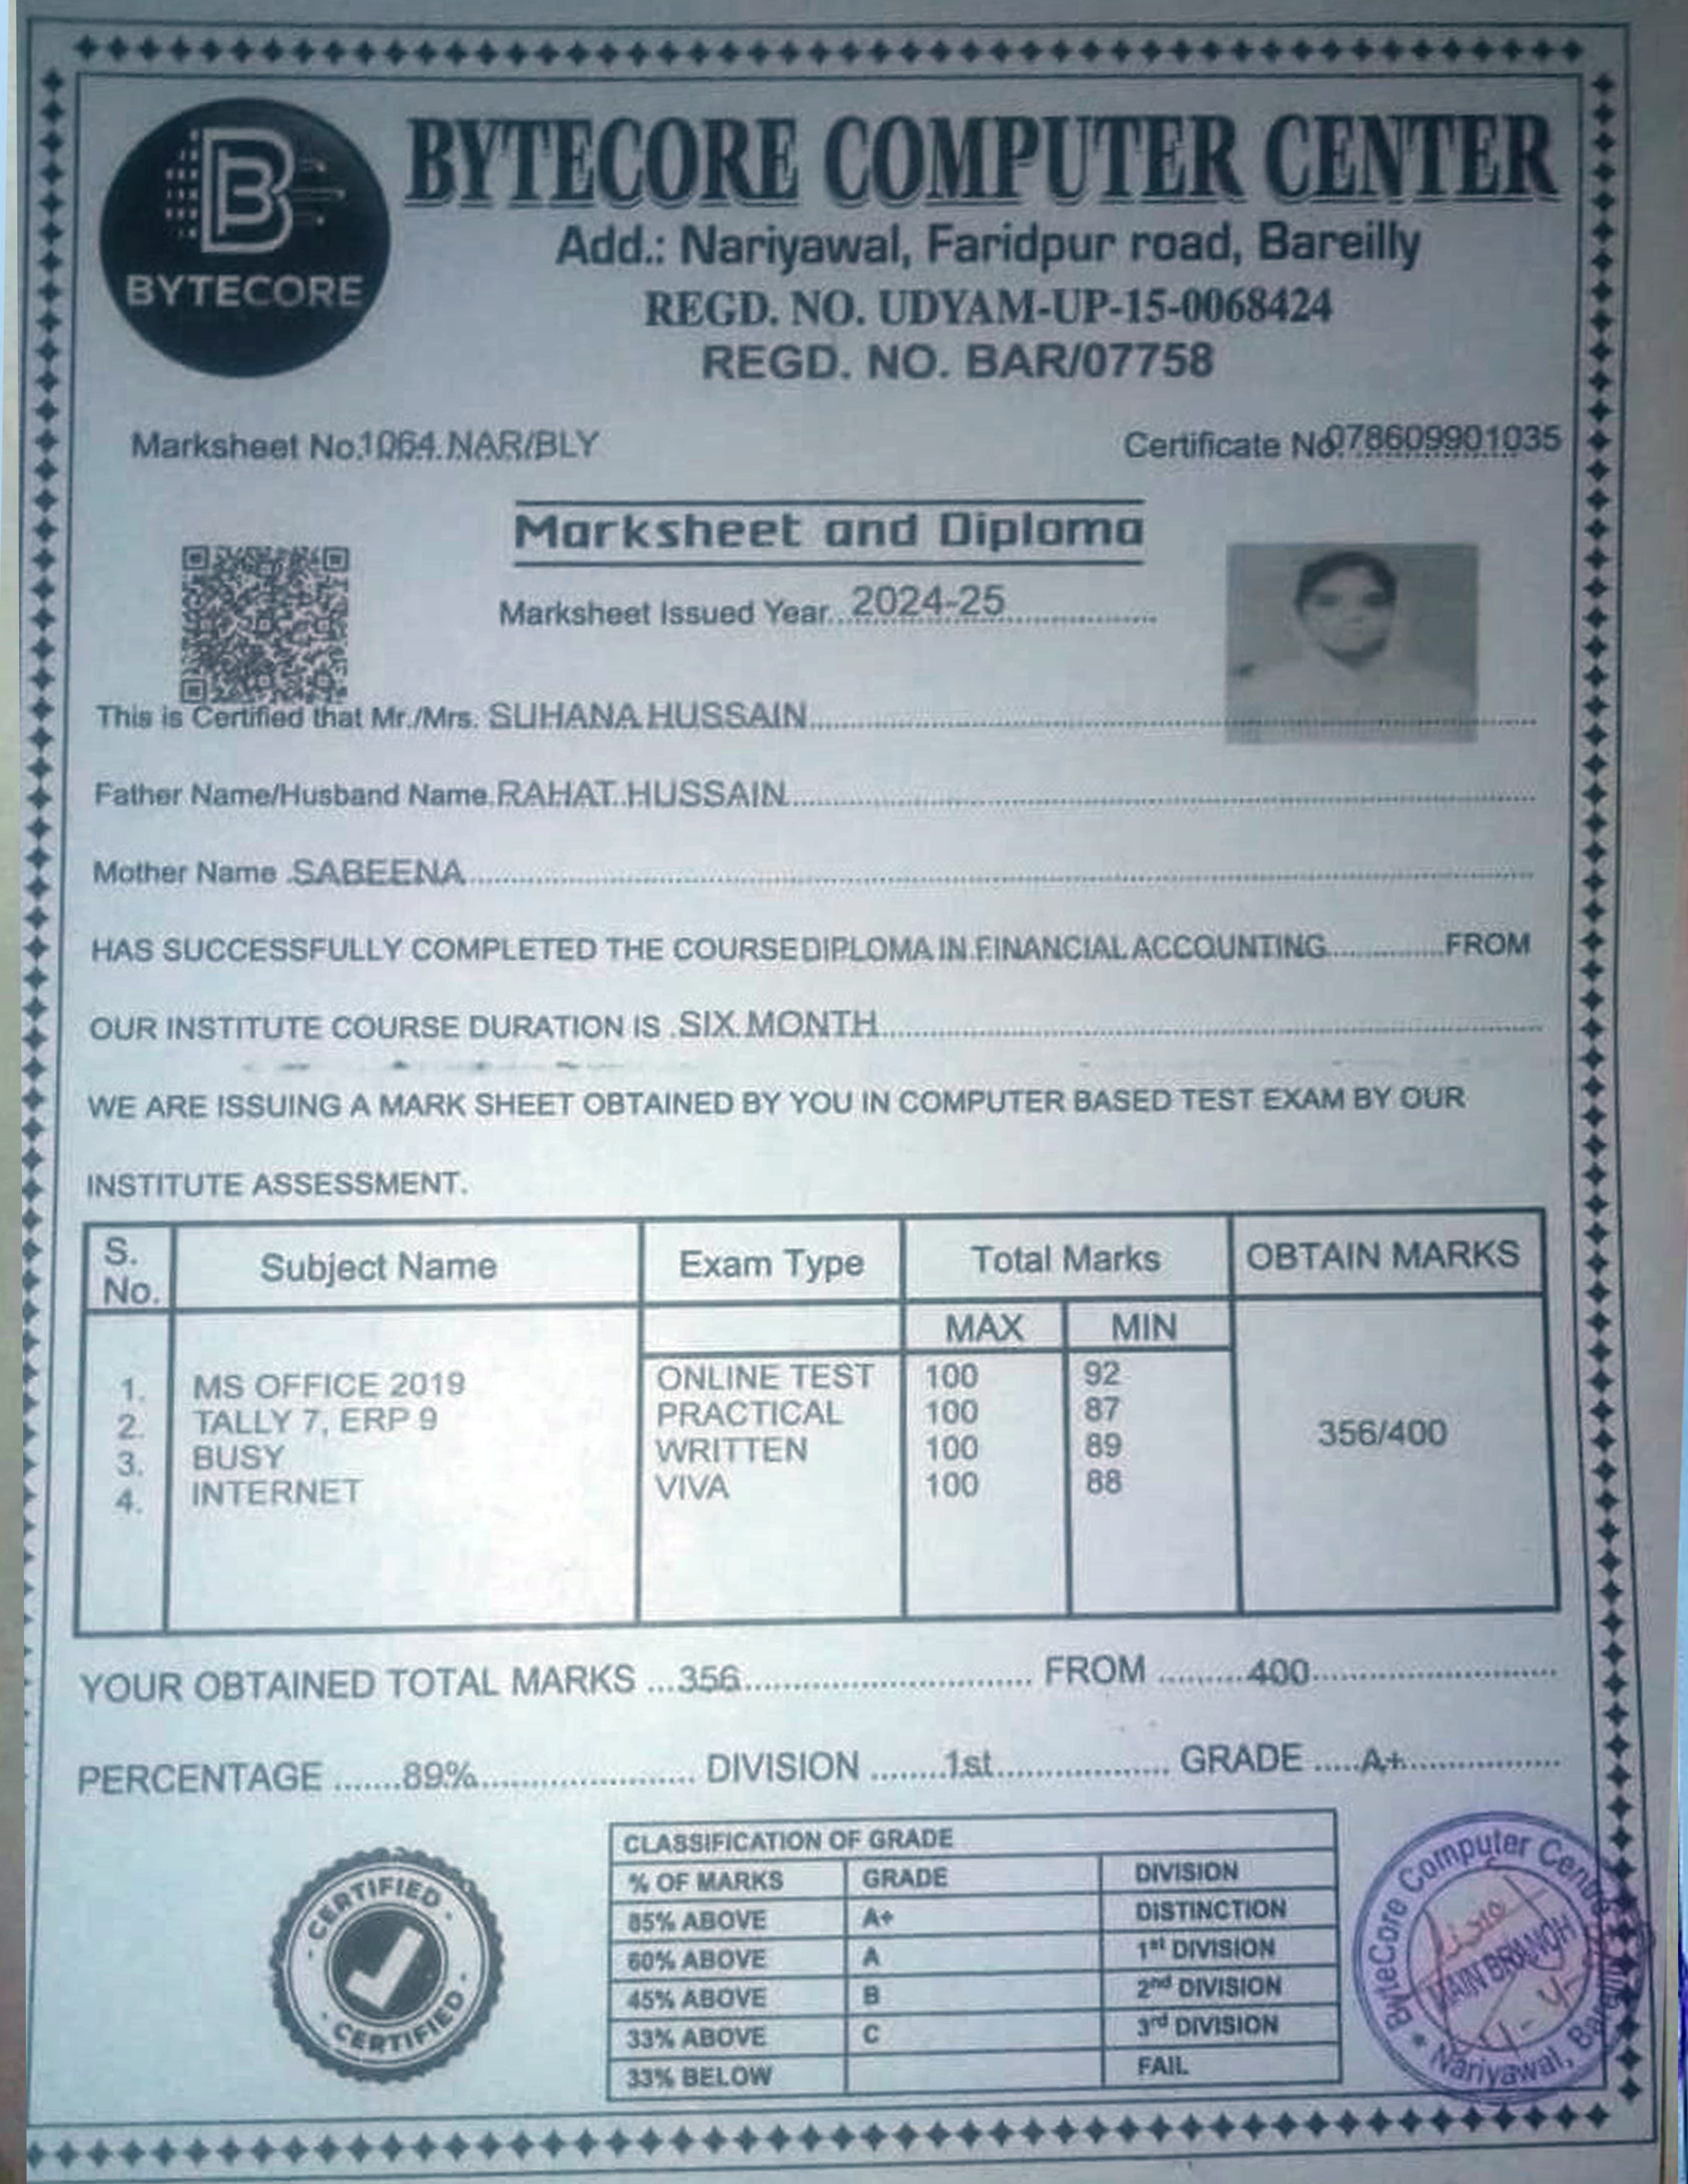 BYTECORE
BYTECORE COMPUTER CENTER
Add.: Nariyawal, Faridpur road, Bareilly
REGD. NO. UDYAM-UP-15-0068424
REGD. NO. BAR/07758
Marksheet No.1064.NAR/BLY
Certificate No.078609901035
Marksheet and Diploma
Marksheet Issued Year 2024-25
This is Certified that Mr./Mrs. SUHANA HUSSAIN
Father Name/Husband Name RAHAT HUSSAIN
Mother Name SABEENA
HAS SUCCESSFULLY COMPLETED THE COURSE DIPLOMA IN FINANCIAL ACCOUNTING FROM
OUR INSTITUTE COURSE DURATION IS SIX MONTH
WE ARE ISSUING A MARK SHEET OBTAINED BY YOU IN COMPUTER BASED TEST EXAM BY OUR
INSTITUTE ASSESSMENT.
S. No. Subject Name Exam Type Total Marks OBTAIN MARKS
MAX MIN
1. MS OFFICE 2019 ONLINE TEST 100 92
2. TALLY 7, ERP 9 PRACTICAL 100 87
3. BUSY WRITTEN 100 89
4. INTERNET VIVA 100 88
356/400
YOUR OBTAINED TOTAL MARKS 356 FROM 400
PERCENTAGE 89% DIVISION 1st GRADE A+
CERTIFIED
CERTIFIED
CLASSIFICATION OF GRADE
% OF MARKS GRADE DIVISION
85% ABOVE A+ DISTINCTION
60% ABOVE A 1st DIVISION
45% ABOVE B 2nd DIVISION
33% ABOVE C 3rd DIVISION
33% BELOW FAIL
ByteCore Computer
MAIN BRANCH
Nariyawal,